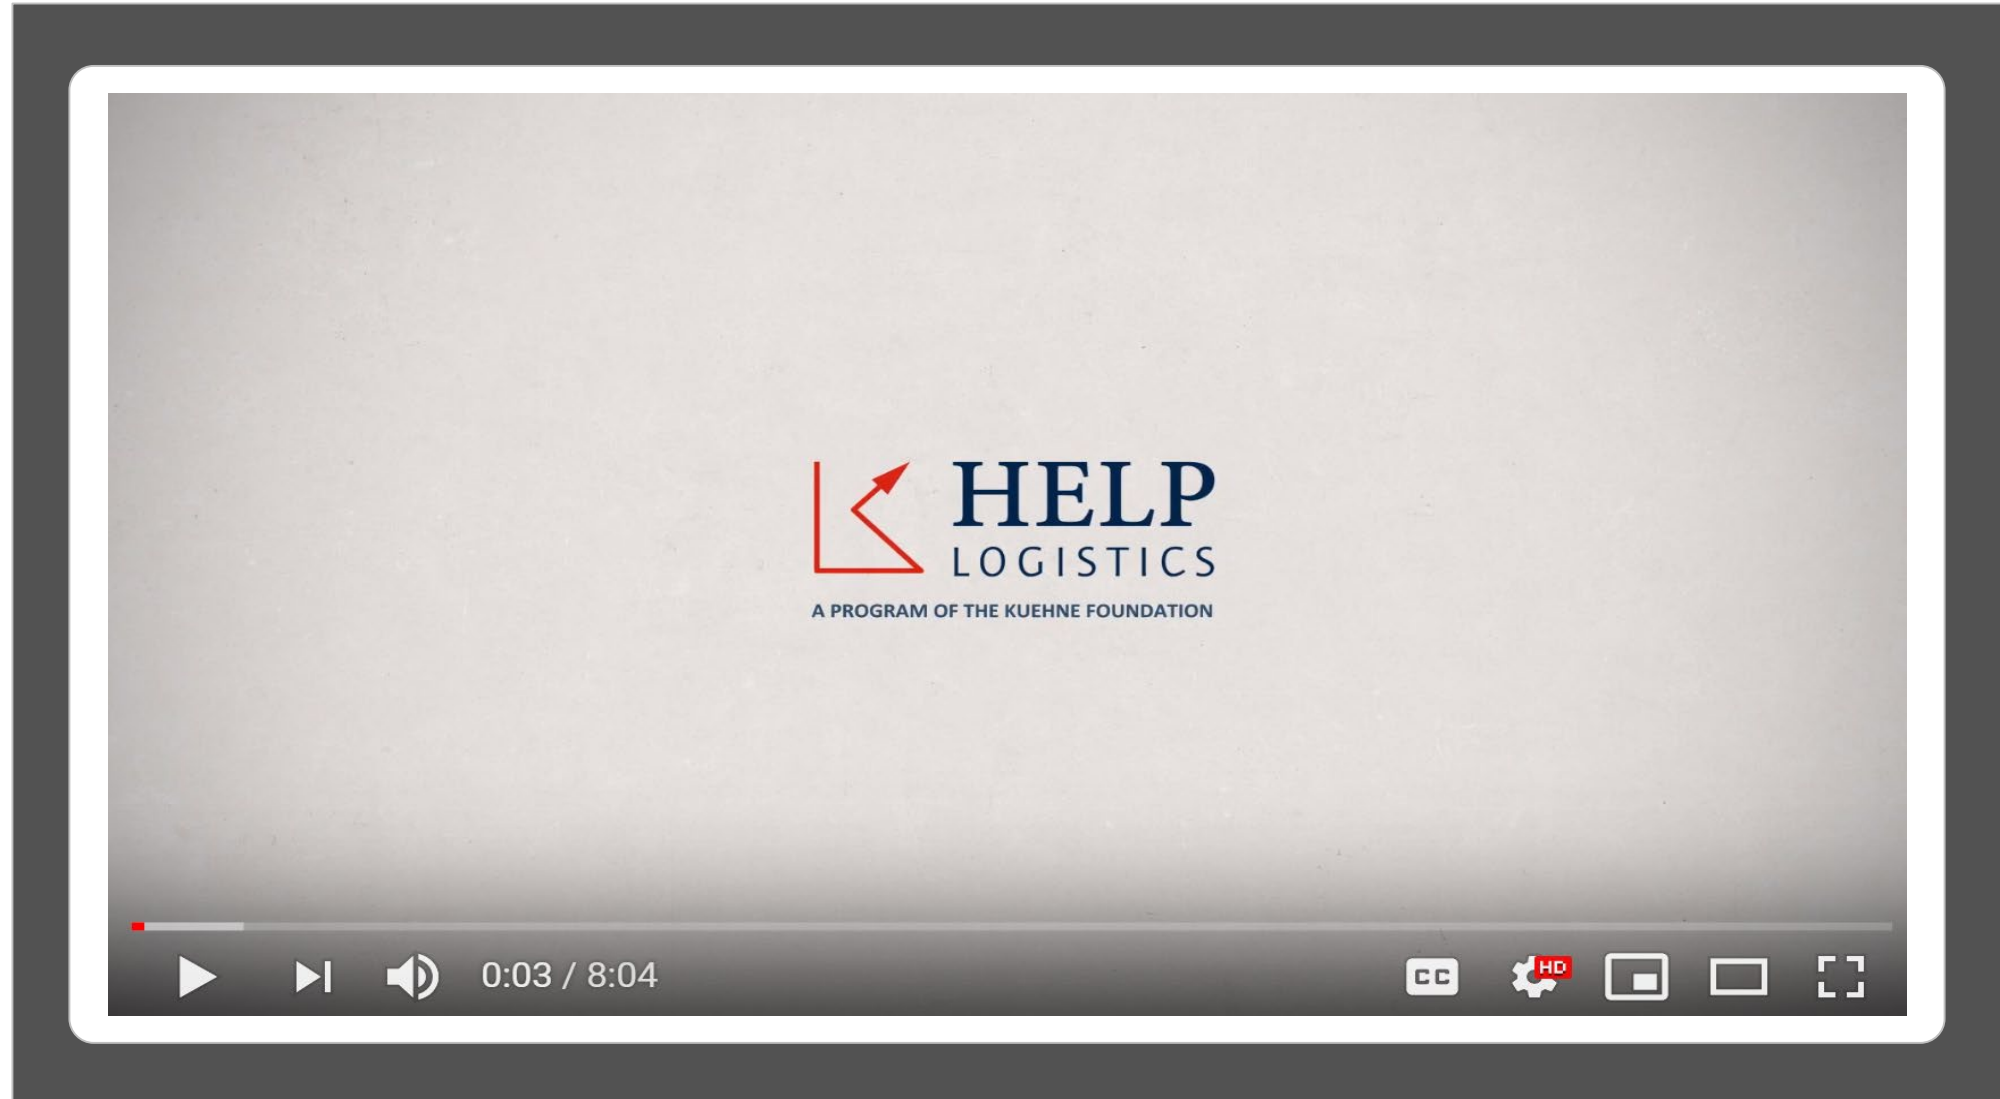 HELP
LOGISTICS
A PROGRAM OF THE KUEHNE FOUNDATION
0:03 / 8:04
CC
HD